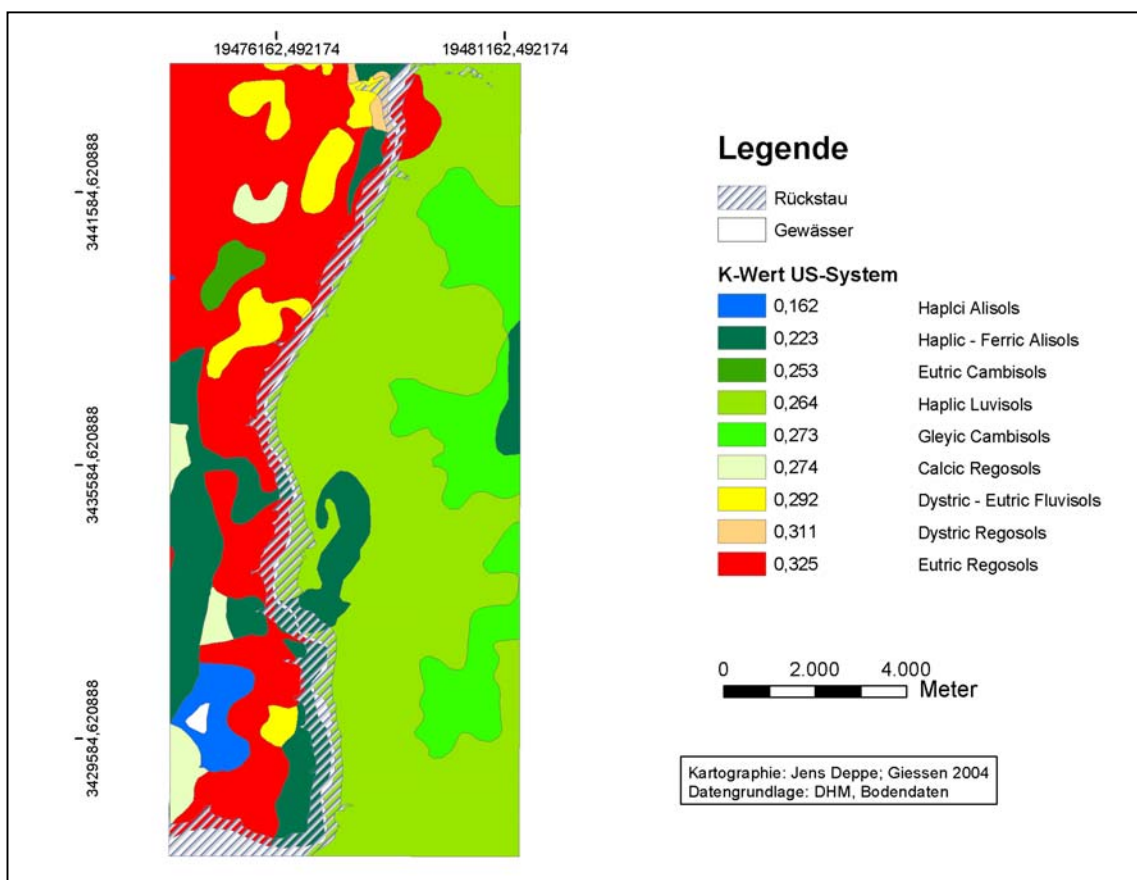 19476162,492174
19481162,492174
3441584,620888
3435584,620888
3429584,620888
Legende
Rückstau
Gewässer
K-Wert US-System
0,162 Haplci Alisols
0,223 Haplic - Ferric Alisols
0,253 Eutric Cambisols
0,264 Haplic Luvisols
0,273 Gleyic Cambisols
0,274 Calcic Regosols
0,292 Dystric - Eutric Fluvisols
0,311 Dystric Regosols
0,325 Eutric Regosols
0 2.000 4.000
Meter
Kartographie: Jens Deppe; Giessen 2004
Datengrundlage: DHM, Bodendaten